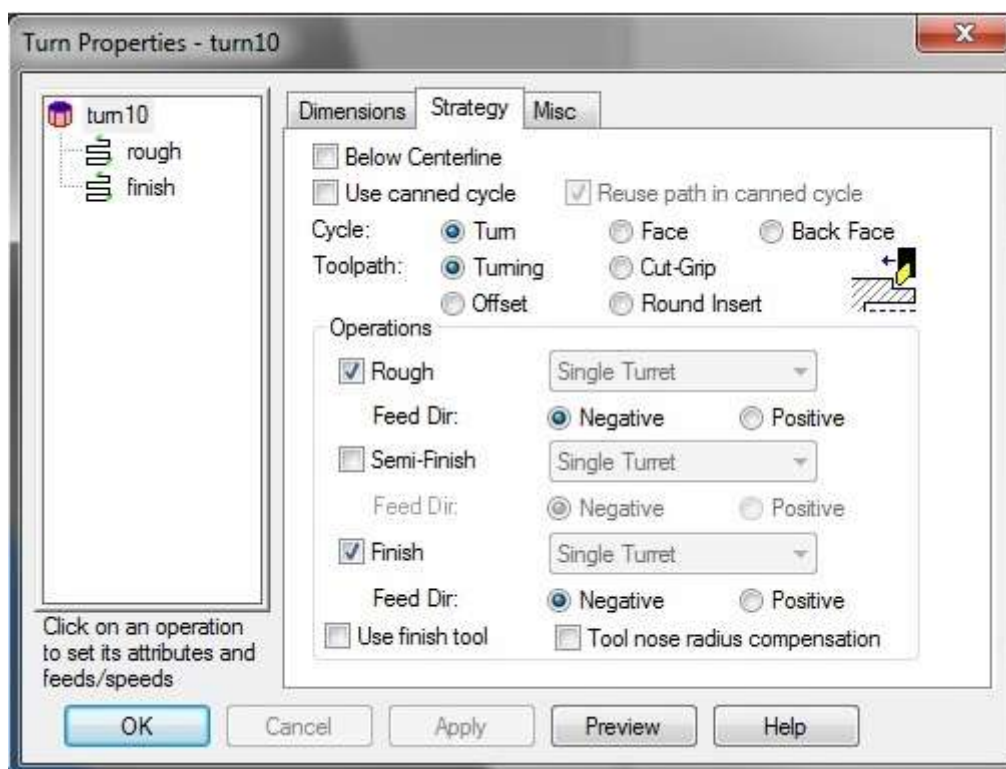 Turn Properties - turn10
turn10
rough
finish
Click on an operation
to set its attributes and
feeds/speeds
Dimensions Strategy Misc
Below Centerline
Use canned cycle Reuse path in canned cycle
Cycle: Turn Face Back Face
Toolpath: Turning Cut-Grip
Offset Round Insert
Operations
Rough Single Turret
Feed Dir: Negative Positive
Semi-Finish Single Turret
Feed Dir: Negative Positive
Finish Single Turret
Feed Dir: Negative Positive
Use finish tool Tool nose radius compensation
OK Cancel Apply Preview Help